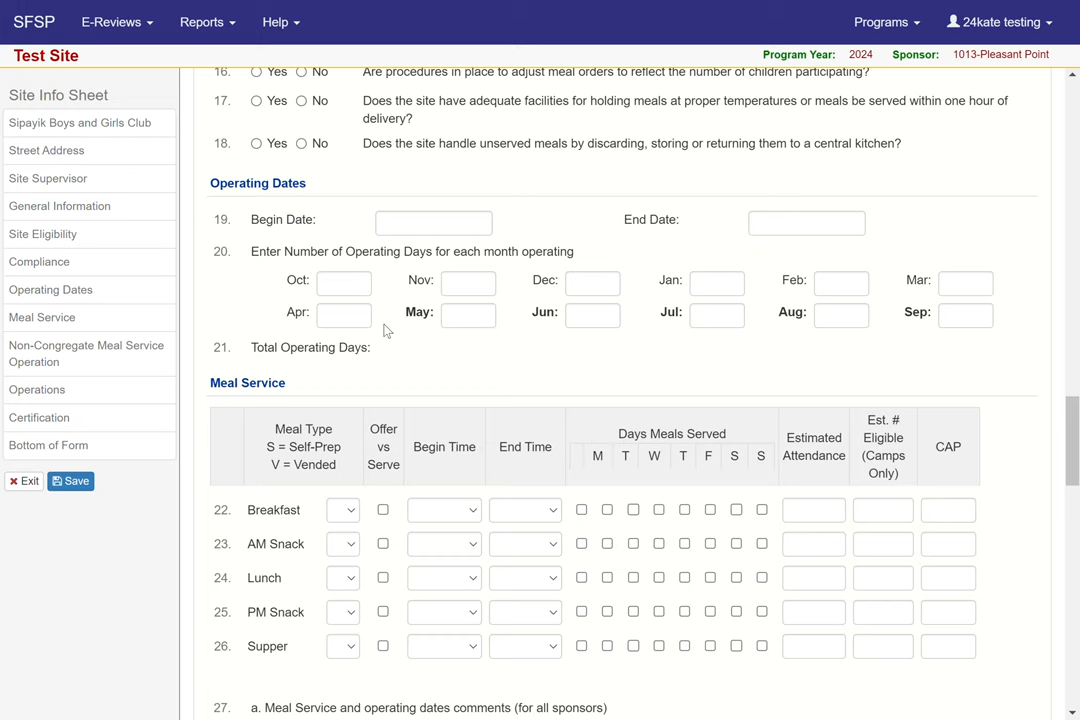 SFSP E-Reviews Reports Help Programs 24kate testing
Test Site Program Year: 2024 Sponsor: 1013-Pleasant Point
Site Info Sheet
Sipayik Boys and Girls Club
Street Address
Site Supervisor
General Information
Site Eligibility
Compliance
Operating Dates
Meal Service
Non-Congregate Meal Service
Operation
Operations
Certification
Bottom of Form
Exit Save
16. Yes No Are procedures in place to adjust meal orders to reflect the number of children participating?
17. Yes No Does the site have adequate facilities for holding meals at proper temperatures or meals be served within one hour of
delivery?
18. Yes No Does the site handle unserved meals by discarding, storing or returning them to a central kitchen?
Operating Dates
19. Begin Date: End Date:
20. Enter Number of Operating Days for each month operating
Oct: Nov: Dec: Jan: Feb: Mar:
Apr: May: Jun: Jul: Aug: Sep:
21. Total Operating Days:
Meal Service
Meal Type
S = Self-Prep
V = Vended
Offer
vs
Serve
Begin Time
End Time
Days Meals Served
M T W T F S S
Estimated
Attendance
Est. #
Eligible
(Camps
Only)
CAP
22. Breakfast
23. AM Snack
24. Lunch
25. PM Snack
26. Supper
27. a. Meal Service and operating dates comments (for all sponsors)